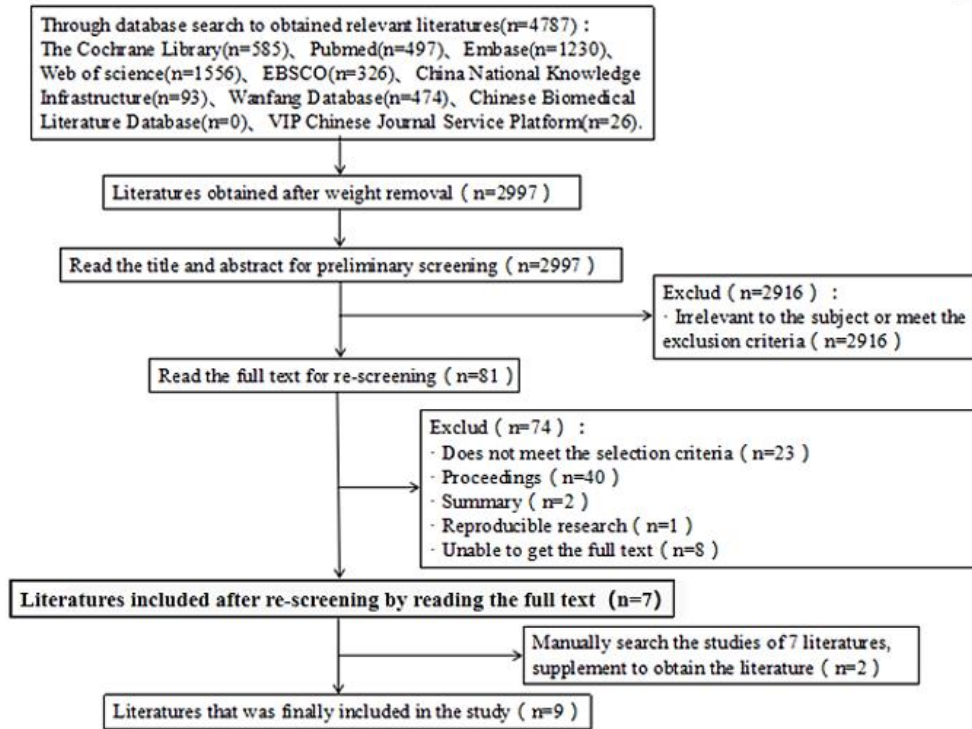 Through database search to obtained relevant literatures(n=4787)：
The Cochrane Library(n=585)、Pubmed(n=497)、Embase(n=1230)、
Web of science(n=1556)、EBSCO(n=326)、China National Knowledge
Infrastructure(n=93)、Wanfang Database(n=474)、Chinese Biomedical
Literature Database(n=0)、VIP Chinese Journal Service Platform(n=26).
Literatures obtained after weight removal（n=2997）
Read the title and abstract for preliminary screening（n=2997）
Exclud（n=2916）：
· Irrelevant to the subject or meet the
exclusion criteria（n=2916）
Read the full text for re-screening（n=81）
Exclud（n=74）：
· Does not meet the selection criteria（n=23）
· Proceedings（n=40）
· Summary（n=2）
· Reproducible research（n=1）
· Unable to get the full text（n=8）
Literatures included after re-screening by reading the full text（n=7）
Manually search the studies of 7 literatures,
supplement to obtain the literature（n=2）
Literatures that was finally included in the study（n=9）